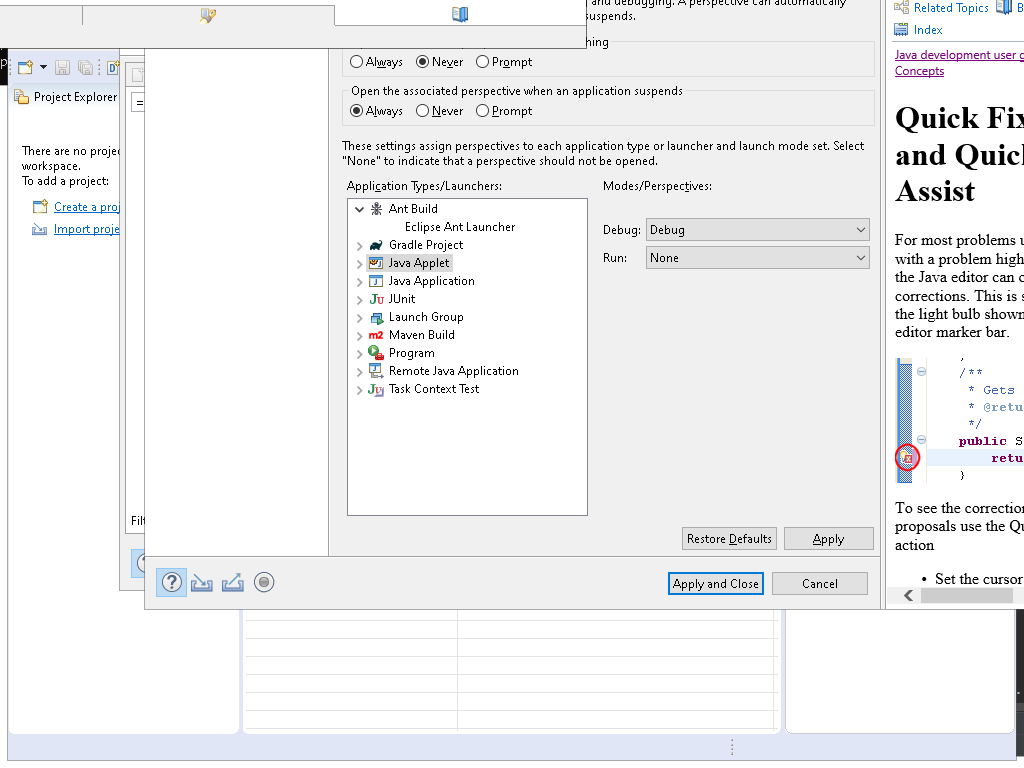 and debugging. A perspective can automatically
suspends.
hing
Always Never Prompt
Open the associated perspective when an application suspends
Always Never Prompt
These settings assign perspectives to each application type or launcher and launch mode set. Select
"None" to indicate that a perspective should not be opened.
Application Types/Launchers:
Modes/Perspectives:
Ant Build
Eclipse Ant Launcher
Gradle Project
Java Applet
Java Application
JUnit
Launch Group
Maven Build
Program
Remote Java Application
Task Context Test
Debug: Debug
Run: None
Restore Defaults Apply
Apply and Close Cancel
Project Explorer
There are no proje
workspace.
To add a project:
Create a proj
Import proje
=
Filt
Related Topics B
Index
Java development user g
Concepts
Quick Fix
and Quick
Assist
For most problems u
with a problem high
the Java editor can o
corrections. This is s
the light bulb shown
editor marker bar.
/**
* Gets
* @retu
*/
public S
retu
}
To see the correction
proposals use the Qu
action
• Set the cursor